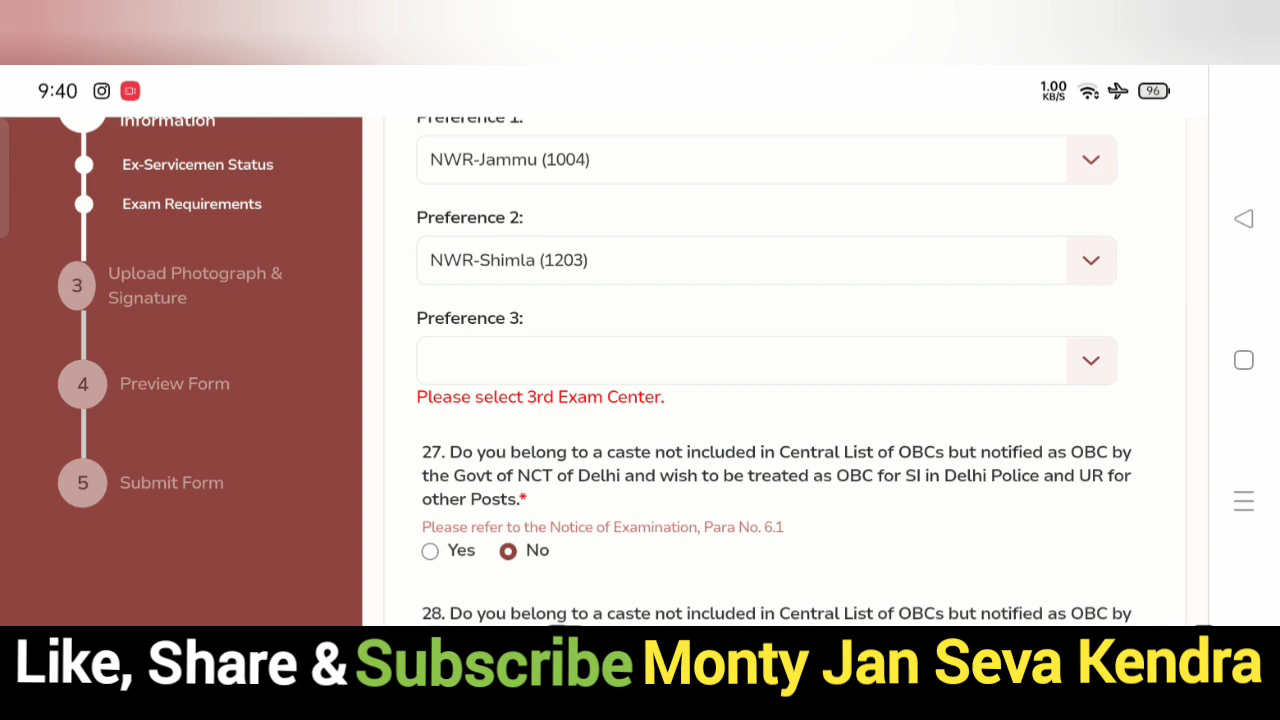 9:40
1.00
KB/S
96
Information
Ex-Servicemen Status
Exam Requirements
3
Upload Photograph &
Signature
4
Preview Form
5
Submit Form
Preference 1:
NWR-Jammu (1004)
Preference 2:
NWR-Shimla (1203)
Preference 3:
Please select 3rd Exam Center.
27. Do you belong to a caste not included in Central List of OBCs but notified as OBC by
the Govt of NCT of Delhi and wish to be treated as OBC for SI in Delhi Police and UR for
other Posts.*
Please refer to the Notice of Examination, Para No. 6.1
Yes No
28. Do you belong to a caste not included in Central List of OBCs but notified as OBC by
Like, Share & Subscribe Monty Jan Seva Kendra